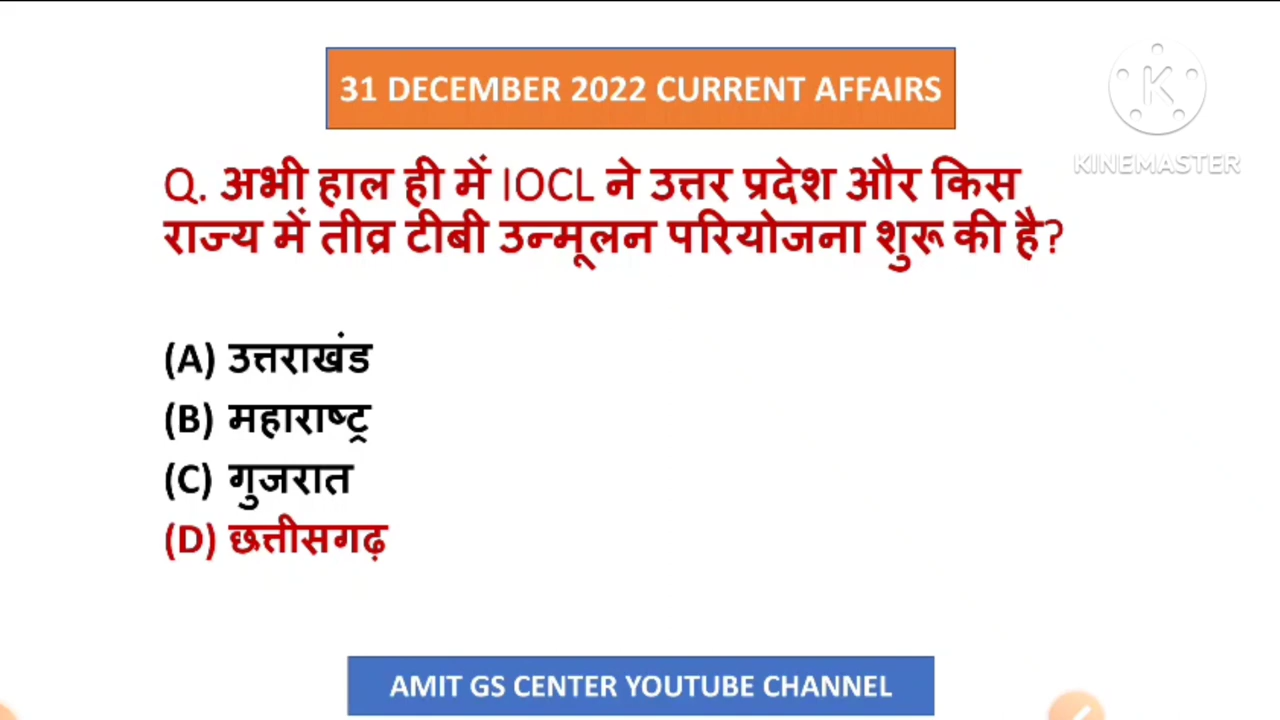 31 DECEMBER 2022 CURRENT AFFAIRS
KINEMASTER
Q. अभी हाल ही में IOCL ने उत्तर प्रदेश और किस
राज्य में तीव्र टीबी उन्मूलन परियोजना शुरू की है?
(A) उत्तराखंड
(B) महाराष्ट्र
(C) गुजरात
(D) छत्तीसगढ़
AMIT GS CENTER YOUTUBE CHANNEL